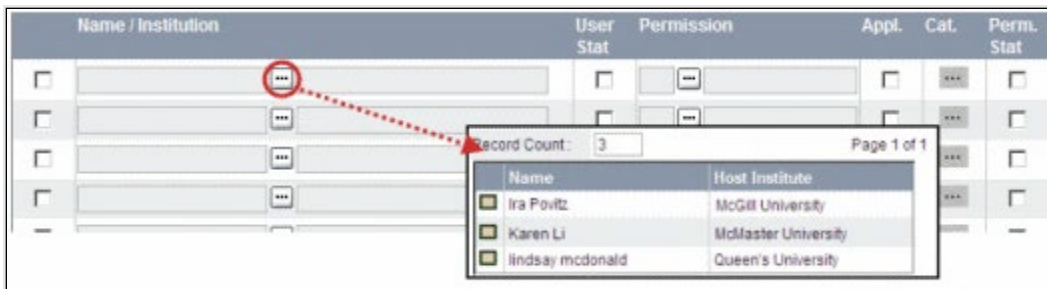 Name / Institution User Stat Permission Appl. Cat. Perm. Stat
Record Count: 3 Page 1 of 1
Name Host Institute
Ira Povitz McGill University
Karen Li McMaster University
lindsay mcdonald Queen's University